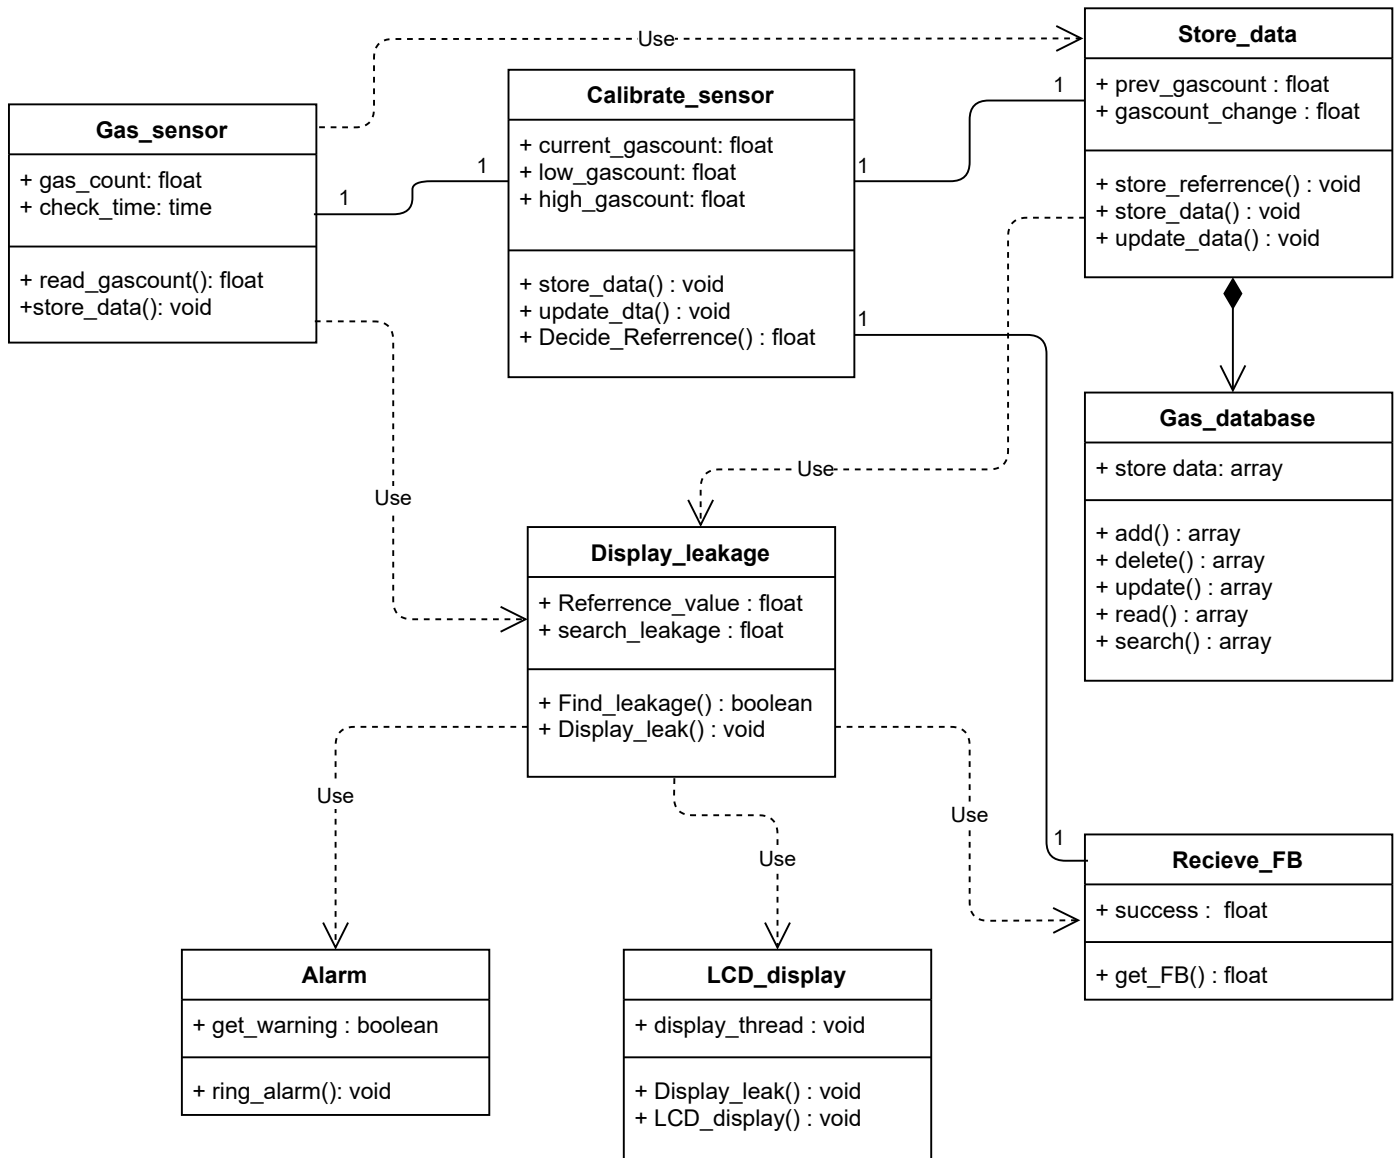 Use
Store_data
+ prev_gascount : float
+ gascount_change : float
+ store_referrence() : void
+ store_data() : void
+ update_data() : void
Calibrate_sensor
+ current_gascount: float
+ low_gascount: float
+ high_gascount: float
+ store_data() : void
+ update_dta() : void
+ Decide_Referrence() : float
Gas_sensor
+ gas_count: float
+ check_time: time
+ read_gascount(): float
+store_data(): void
1
1
1
1
1
1
Use
Use
Gas_database
+ store data: array
+ add() : array
+ delete() : array
+ update() : array
+ read() : array
+ search() : array
Display_leakage
+ Referrence_value : float
+ search_leakage : float
+ Find_leakage() : boolean
+ Display_leak() : void
Use
Use
Use
Recieve_FB
+ success :  float
+ get_FB() : float
Alarm
+ get_warning : boolean
+ ring_alarm(): void
LCD_display
+ display_thread : void
+ Display_leak() : void
+ LCD_display() : void